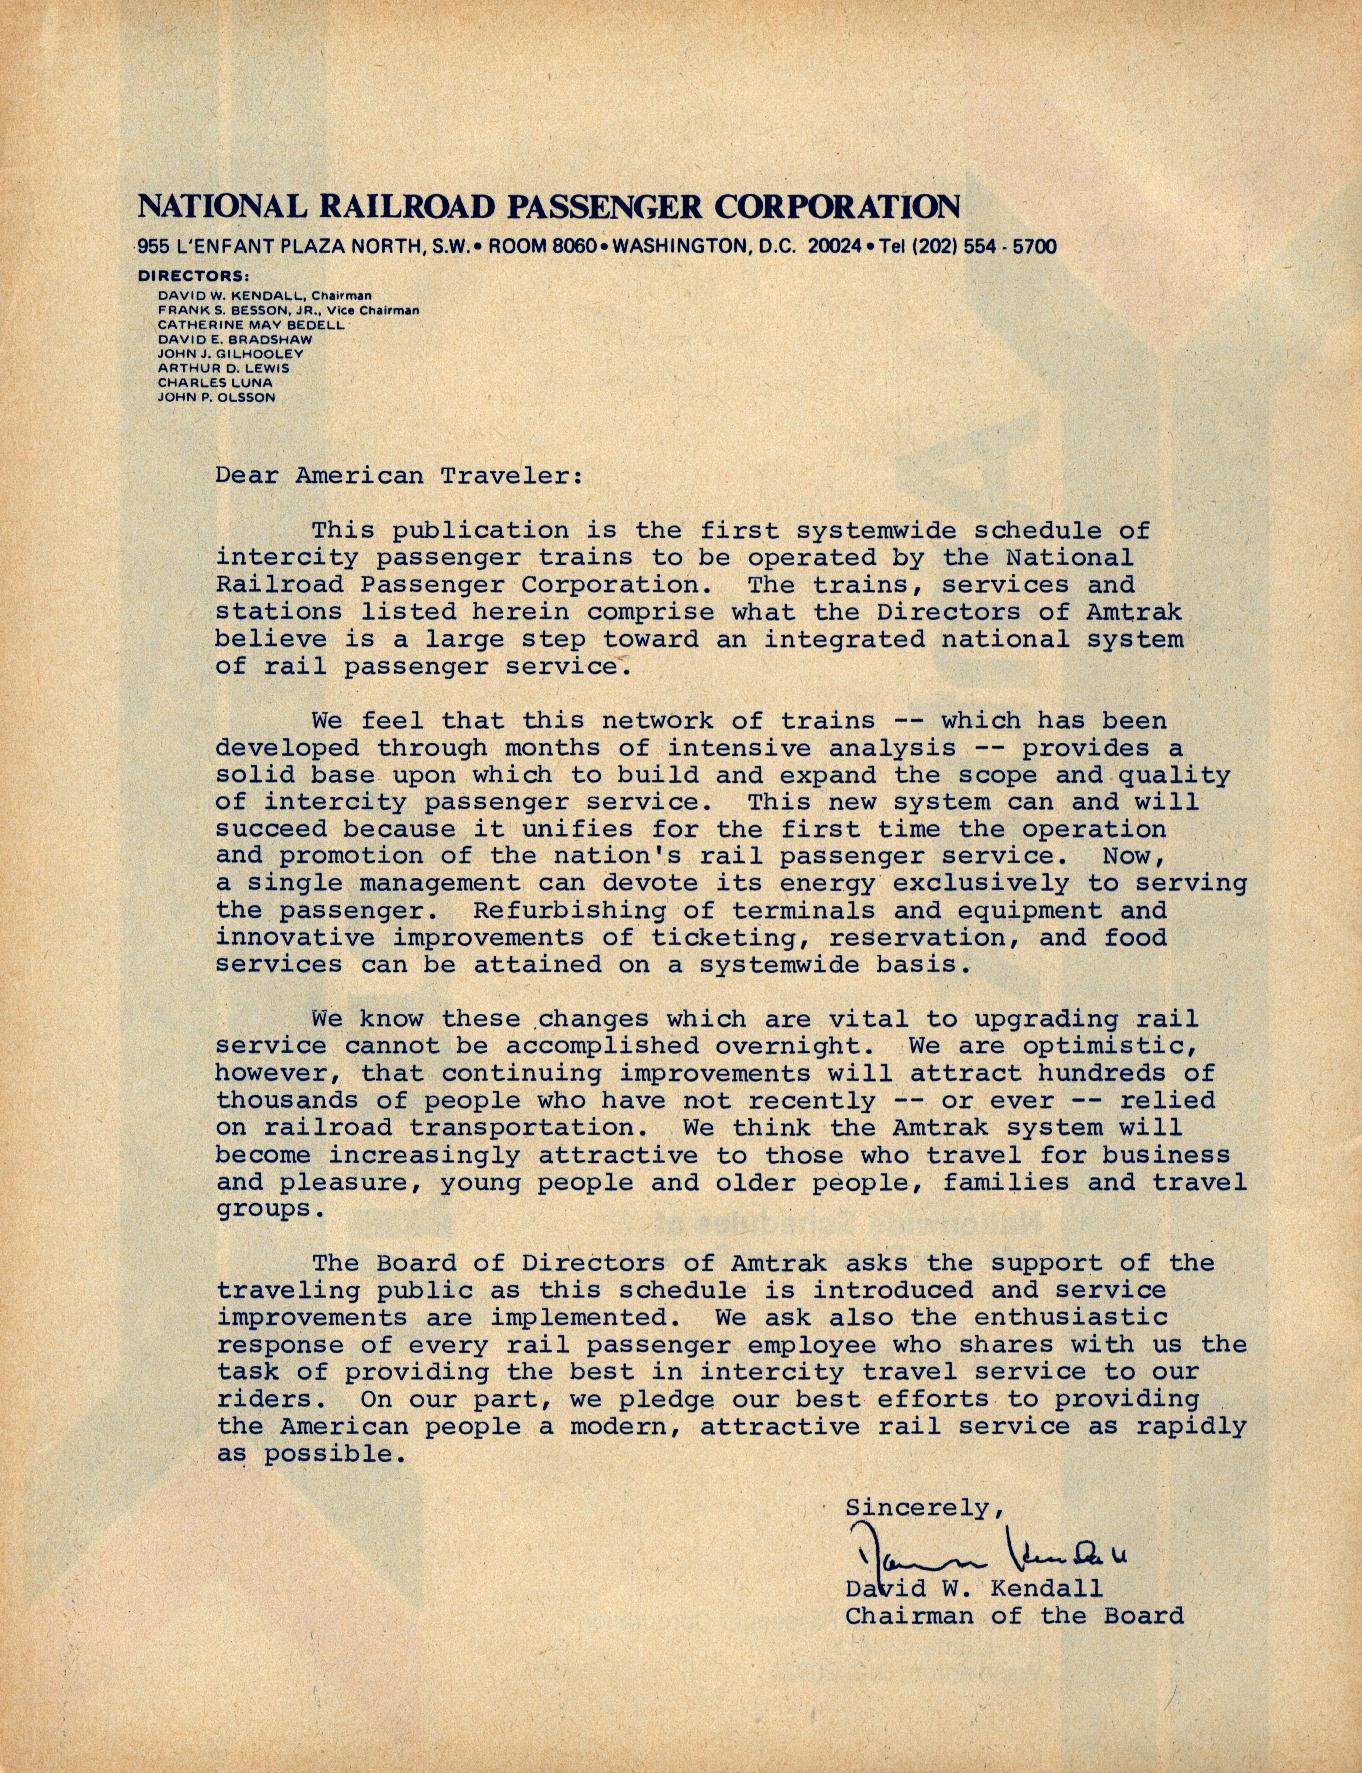 NATIONAL RAILROAD PASSENGER CORPORATION
955 L'ENFANT PLAZA NORTH, S.W. • ROOM 8060 • WASHINGTON, D.C. 20024 • Tel (202) 554 - 5700
DIRECTORS:
DAVID W. KENDALL, Chairman
FRANK S. BESSON, JR., Vice Chairman
CATHERINE MAY BEDELL
DAVID E. BRADSHAW
JOHN J. GILHOOLEY
ARTHUR D. LEWIS
CHARLES LUNA
JOHN P. OLSSON
Dear American Traveler:
This publication is the first systemwide schedule of
intercity passenger trains to be operated by the National
Railroad Passenger Corporation. The trains, services and
stations listed herein comprise what the Directors of Amtrak
believe is a large step toward an integrated national system
of rail passenger service.
We feel that this network of trains -- which has been
developed through months of intensive analysis -- provides a
solid base upon which to build and expand the scope and quality
of intercity passenger service. This new system can and will
succeed because it unifies for the first time the operation
and promotion of the nation's rail passenger service. Now,
a single management can devote its energy exclusively to serving
the passenger. Refurbishing of terminals and equipment and
innovative improvements of ticketing, reservation, and food
services can be attained on a systemwide basis.
We know these changes which are vital to upgrading rail
service cannot be accomplished overnight. We are optimistic,
however, that continuing improvements will attract hundreds of
thousands of people who have not recently -- or ever -- relied
on railroad transportation. We think the Amtrak system will
become increasingly attractive to those who travel for business
and pleasure, young people and older people, families and travel
groups.
The Board of Directors of Amtrak asks the support of the
traveling public as this schedule is introduced and service
improvements are implemented. We ask also the enthusiastic
response of every rail passenger employee who shares with us the
task of providing the best in intercity travel service to our
riders. On our part, we pledge our best efforts to providing
the American people a modern, attractive rail service as rapidly
as possible.
Sincerely,
David W. Kendall
Chairman of the Board